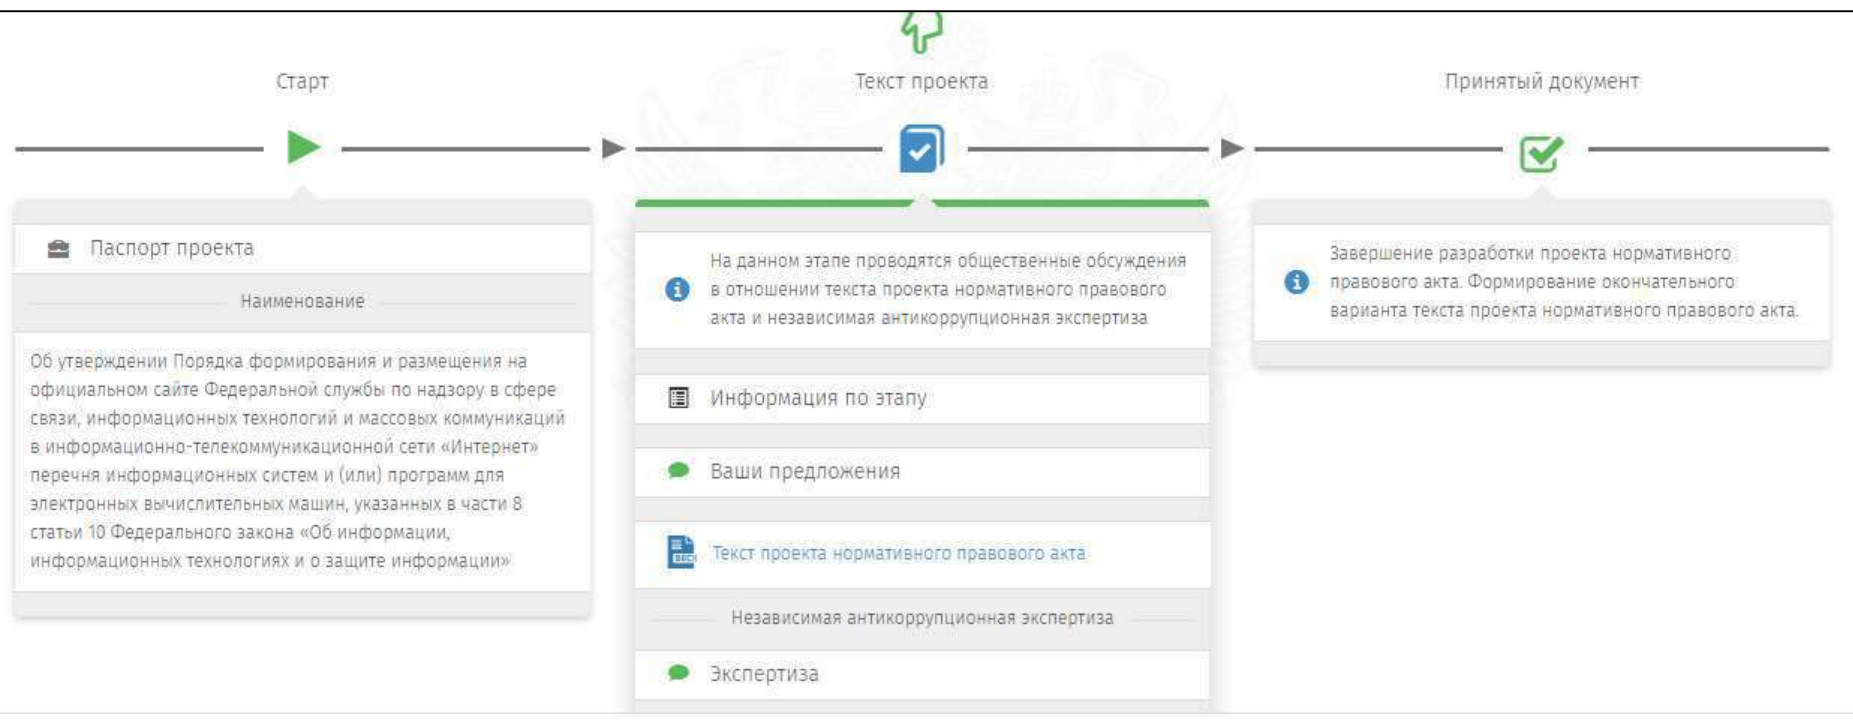 Старт
Паспорт проекта
Наименование
Об утверждении Порядка формирования и размещения на
официальном сайте Федеральной службы по надзору в сфере
связи, информационных технологий и массовых коммуникаций
в информационно-телекоммуникационной сети «Интернет»
перечня информационных систем и (или) программ для
электронных вычислительных машин, указанных в части 8
статьи 10 Федерального закона «Об информации,
информационных технологиях и о защите информации»
Текст проекта
На данном этапе проводятся общественные обсуждения
в отношении текста проекта нормативного правового
акта и независимая антикоррупционная экспертиза
Информация по этапу
Ваши предложения
Текст проекта нормативного правового акта
Независимая антикоррупционная экспертиза
Экспертиза
Принятый документ
Завершение разработки проекта нормативного
правового акта. Формирование окончательного
варианта текста проекта нормативного правового акта.